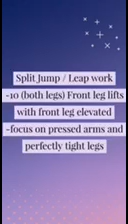 Split Jump / Leap work
-10 (both legs) Front leg lifts
with front leg elevated
-focus on pressed arms and
perfectly tight legs